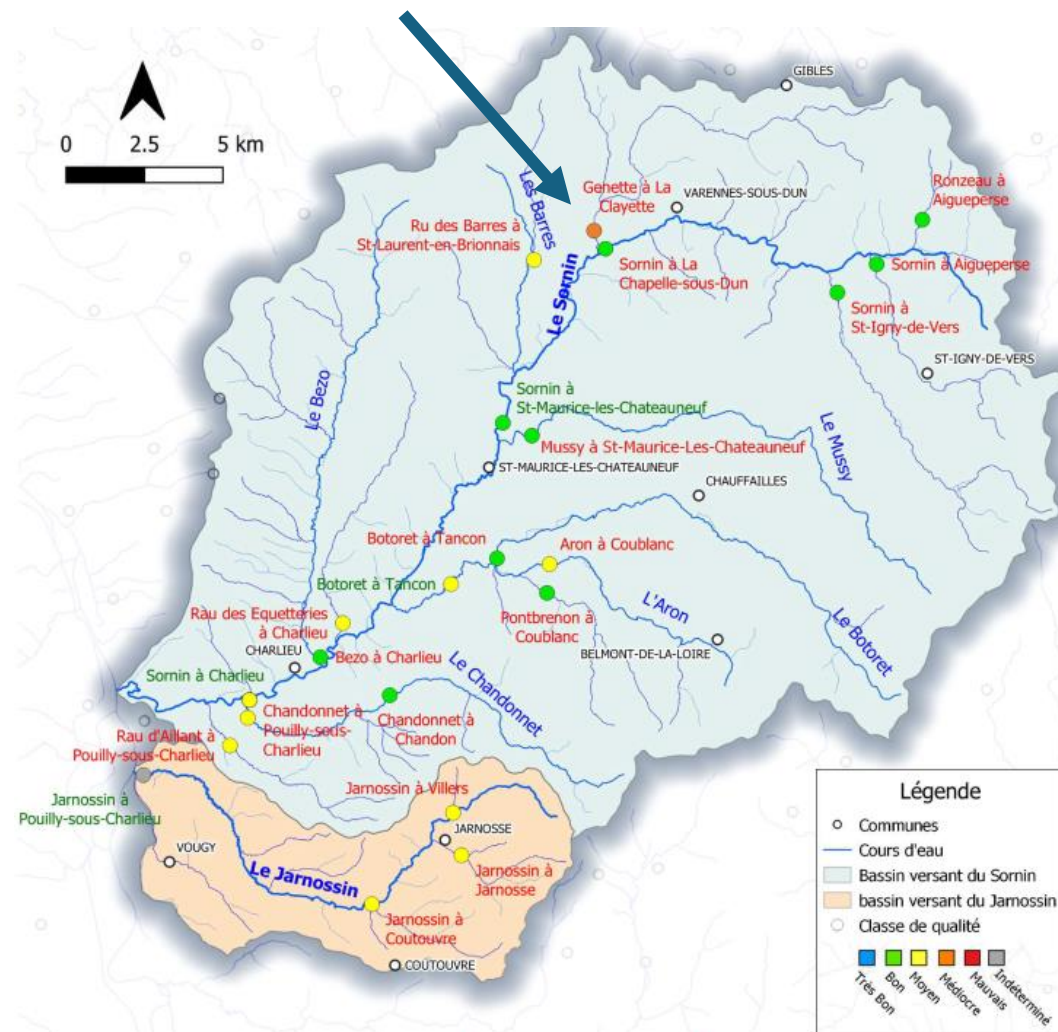 GIBLES
0 2.5 5 km
Les Barres
Genette à La
Clayette
VARENNES-SOUS-DUN
Ronzeau à
Aigueperse
Ru des Barres à
St-Laurent-en-Brionnais
Le Sornin
Sornin à La
Chapelle-sous-Dun
Sornin à Aigueperse
Sornin à
St-Igny-de-Vers
ST-IGNY-DE-VERS
Le Bezo
Sornin à
St-Maurice-les-Chateauneuf
Mussy à St-Maurice-Les-Chateauneuf
Le Mussy
ST-MAURICE-LES-CHATEAUNEUF
CHAUFFAILLES
Botoret à Tancon
Aron à Coublanc
Botoret à Tancon
Pontbrenon à
Coublanc
L'Aron
Le Botoret
BELMONT-DE-LA-LOIRE
Rau des Equetteries
à Charlieu
CHARLIEU
Bezo à Charlieu
Le Chandonnet
Sornin à Charlieu
Chandonnet à
Pouilly-sous-
Charlieu
Chandonnet à
Chandon
Rau d'Aillant à
Pouilly-sous-Charlieu
Jarnossin à
Pouilly-sous-Charlieu
Jarnossin à Villers
JARNOSSE
VOUGY
Le Jarnossin
Jarnossin à
Jarnosse
Jarnossin à
Coutouvre
COUTOUVRE
Légende
Communes
Cours d'eau
Bassin versant du Sornin
bassin versant du Jarnossin
Classe de qualité
Très Bon
Bon
Moyen
Médiocre
Mauvais
Indéterminé